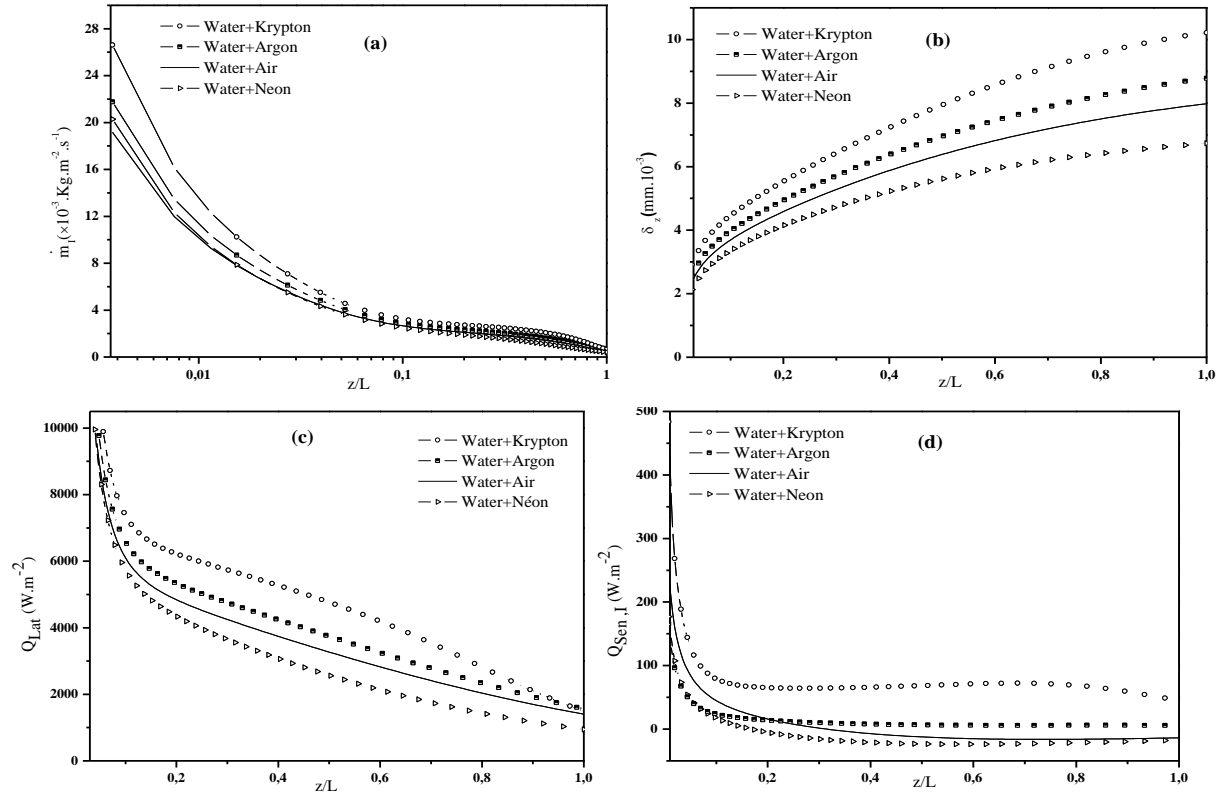 (a)
Water+Krypton
Water+Argon
Water+Air
Water+Neon
28
24
20
16
12
8
4
0
ṁ_l(×10^-3.Kg.m^-2.s^-1)
0,01
0,1
1
z/L
(b)
Water+Krypton
Water+Argon
Water+Air
Water+Neon
10
8
6
4
2
0
δ_z(mm.10^-3)
0,2
0,4
0,6
0,8
1,0
z/L
(c)
Water+Krypton
Water+Argon
Water+Air
Water+Néon
10000
8000
6000
4000
2000
0
Q_Lat (W.m^-2)
0,2
0,4
0,6
0,8
1,0
z/L
(d)
Water+Krypton
Water+Argon
Water+Air
Water+Neon
500
400
300
250
100
0
Q_Sen,I (W.m^-2)
0,2
0,4
0,6
0,8
1,0
z/L